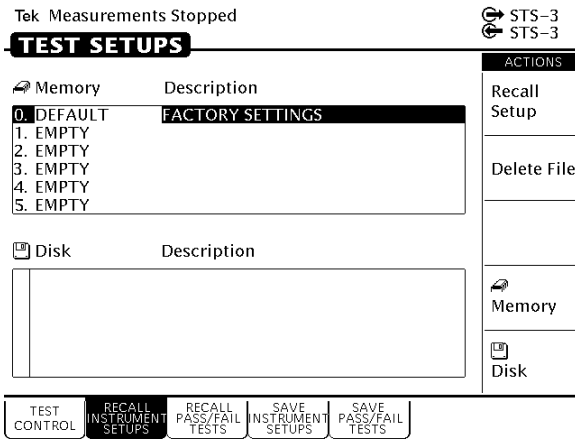 Tek Measurements Stopped
STS-3
STS-3
TEST SETUPS
ACTIONS
Memory Description
0. DEFAULT FACTORY SETTINGS
1. EMPTY
2. EMPTY
3. EMPTY
4. EMPTY
5. EMPTY
Disk Description
Recall
Setup
Delete File
Memory
Disk
TEST
CONTROL
RECALL
INSTRUMENT
SETUPS
RECALL
PASS/FAIL
TESTS
SAVE
INSTRUMENT
SETUPS
SAVE
PASS/FAIL
TESTS